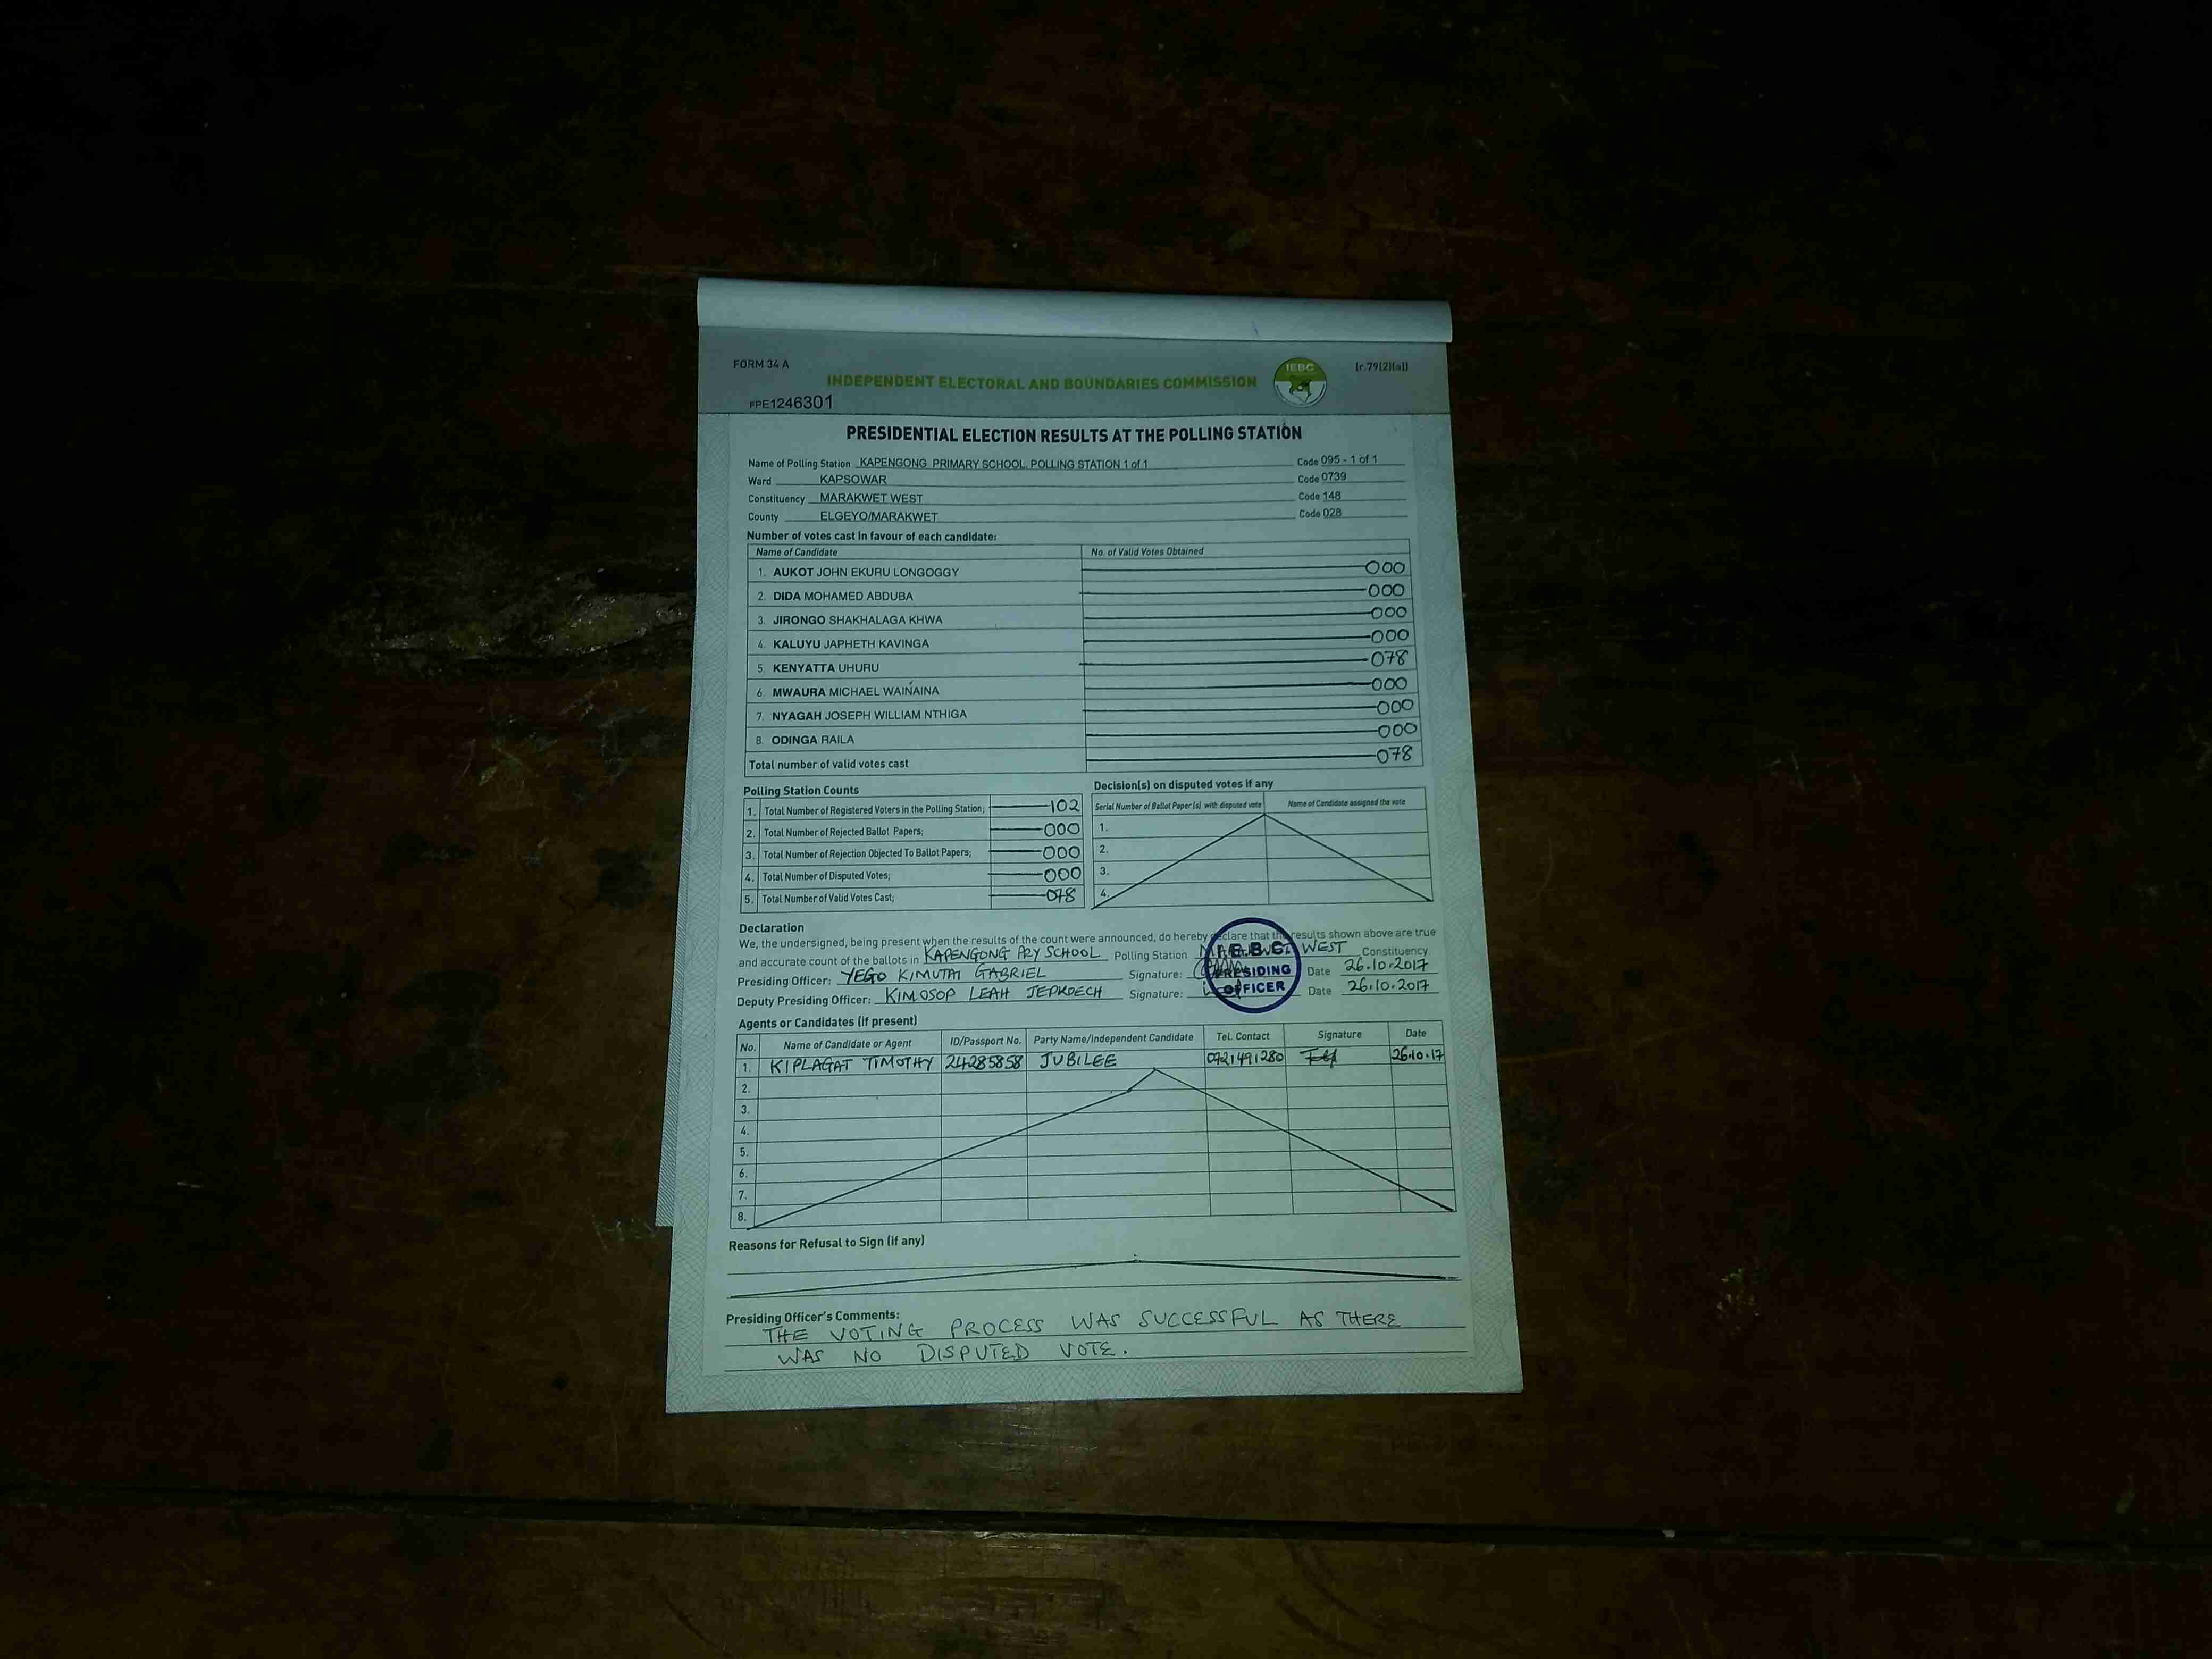 FORM 34 A
(r.79(2)(a))
INDEPENDENT ELECTORAL AND BOUNDARIES COMMISSION
IEBC
FPE1246301
PRESIDENTIAL ELECTION RESULTS AT THE POLLING STATION
Name of Polling Station KAPENGONG PRIMARY SCHOOL. POLLING STATION 1 of 1 Code 095 - 1 of 1
Ward KAPSOWAR Code 0739
Constituency MARAKWET WEST Code 148
County ELGEYO/MARAKWET Code 028
Number of votes cast in favour of each candidate:
Name of Candidate No. of Valid Votes Obtained
1. AUKOT JOHN EKURU LONGOGGY 000
2. DIDA MOHAMED ABDUBA 000
3. JIRONGO SHAKHALAGA KHWA 000
4. KALUYU JAPHETH KAVINGA 000
5. KENYATTA UHURU 078
6. MWAURA MICHAEL WAINAINA 000
7. NYAGAH JOSEPH WILLIAM NTHIGA 000
8. ODINGA RAILA 000
Total number of valid votes cast 078
Polling Station Counts
1. Total Number of Registered Voters in the Polling Station; 102
2. Total Number of Rejected Ballot Papers; 000
3. Total Number of Rejection Objected To Ballot Papers; 000
4. Total Number of Disputed Votes; 000
5. Total Number of Valid Votes Cast; 078
Decision(s) on disputed votes if any
Serial Number of Ballot Paper (s) with disputed vote Name of Candidate assigned the vote
1.
2.
3.
4.
Declaration
We, the undersigned, being present when the results of the count were announced, do hereby declare that the results shown above are true
and accurate count of the ballots in KAPENGONG PRY SCHOOL Polling Station WEST Constituency
Presiding Officer: YEGO KIMUTAI GABRIEL Signature: Date 26.10.2017
Deputy Presiding Officer: KIMOSOP LEAH JEPKOECH Signature: Date 26.10.2017
I.E.B.C.
PRESIDING
OFFICER
Agents or Candidates (if present)
No. Name of Candidate or Agent ID/Passport No. Party Name/Independent Candidate Tel. Contact Signature Date
1. KIPLAGAT TIMOTHY 24285858 JUBILEE 0721491280 26.10.17
2.
3.
4.
5.
6.
7.
8.
Reasons for Refusal to Sign (if any)
Presiding Officer's Comments:
THE VOTING PROCESS WAS SUCCESSFUL AS THERE
WAS NO DISPUTED VOTE.